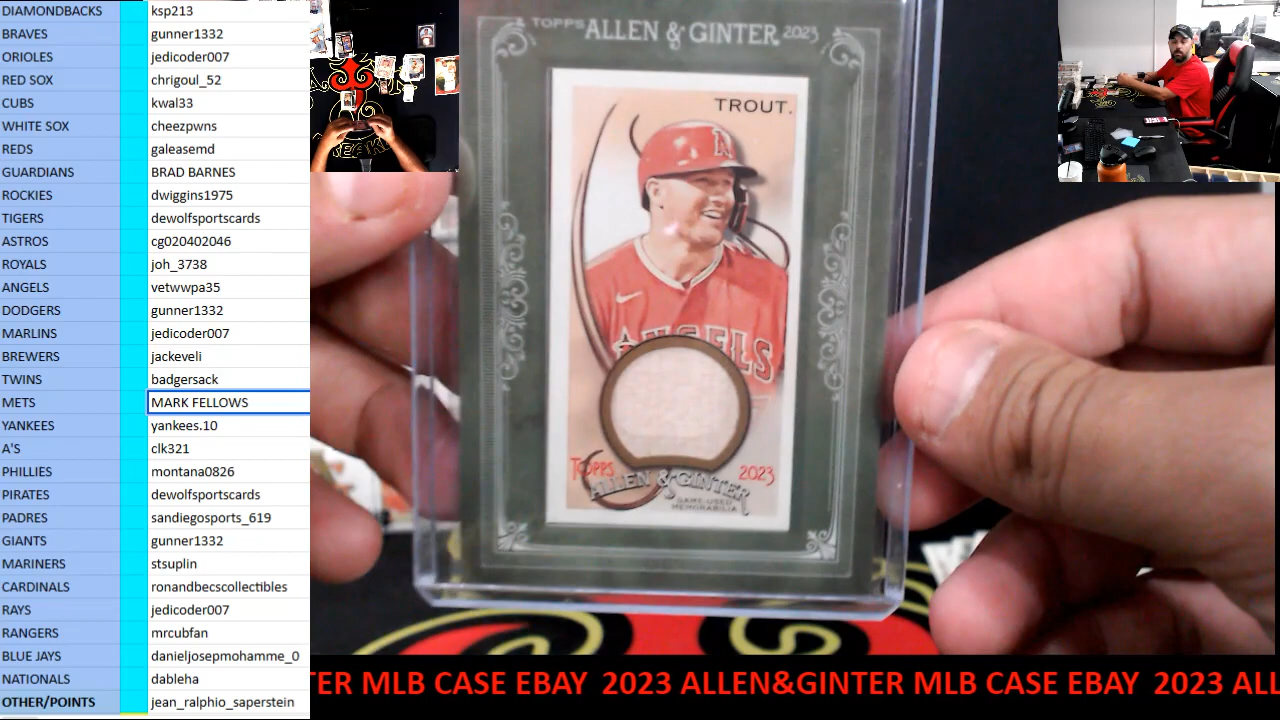 DIAMONDBACKS ksp213
BRAVES gunner1332
ORIOLES jedicoder007
RED SOX chrigoul_52
CUBS kwal33
WHITE SOX cheezpwns
REDS galeasemd
GUARDIANS BRAD BARNES
ROCKIES dwiggins1975
TIGERS dewolfsportscards
ASTROS cg020402046
ROYALS joh_3738
ANGELS vetwwpa35
DODGERS gunner1332
MARLINS jedicoder007
BREWERS jackeveli
TWINS badgersack
METS MARK FELLOWS
YANKEES yankees.10
A'S clk321
PHILLIES montana0826
PIRATES dewolfsportscards
PADRES sandiegosports_619
GIANTS gunner1332
MARINERS stsuplin
CARDINALS ronandbecscollectibles
RAYS jedicoder007
RANGERS mrcubfan
BLUE JAYS danieljosepmohamme_0
NATIONALS dableha
OTHER/POINTS jean_ralphio_saperstein
TOPPS ALLEN & GINTER 2023
TROUT.
ANGELS
TOPPS 2023
ALLEN & GINTER
GAME-USED
MEMORABILIA
TER MLB CASE EBAY 2023 ALLEN&GINTER MLB CASE EBAY 2023 ALL